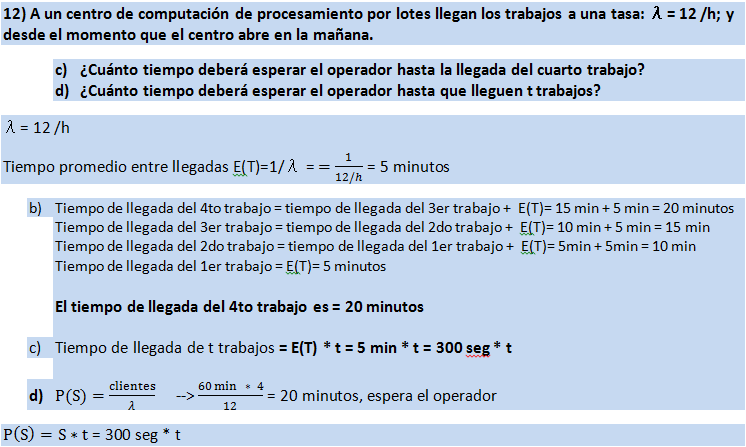 12) A un centro de computación de procesamiento por lotes llegan los trabajos a una tasa: λ = 12 /h; y
desde el momento que el centro abre en la mañana.
c) ¿Cuánto tiempo deberá esperar el operador hasta la llegada del cuarto trabajo?
d) ¿Cuánto tiempo deberá esperar el operador hasta que lleguen t trabajos?
λ = 12 /h
Tiempo promedio entre llegadas E(T)=1/ λ = = 1/12/h = 5 minutos
b) Tiempo de llegada del 4to trabajo = tiempo de llegada del 3er trabajo + E(T)= 15 min + 5 min = 20 minutos
Tiempo de llegada del 3er trabajo = tiempo de llegada del 2do trabajo + E(T)= 10 min + 5 min = 15 min
Tiempo de llegada del 2do trabajo = tiempo de llegada del 1er trabajo + E(T)= 5min + 5min = 10 min
Tiempo de llegada del 1er trabajo = E(T)= 5 minutos
El tiempo de llegada del 4to trabajo es = 20 minutos
c) Tiempo de llegada de t trabajos = E(T) * t = 5 min * t = 300 seg * t
d) P(S) = clientes/λ --> 60 min * 4/12 = 20 minutos, espera el operador
P(S) = S * t = 300 seg * t